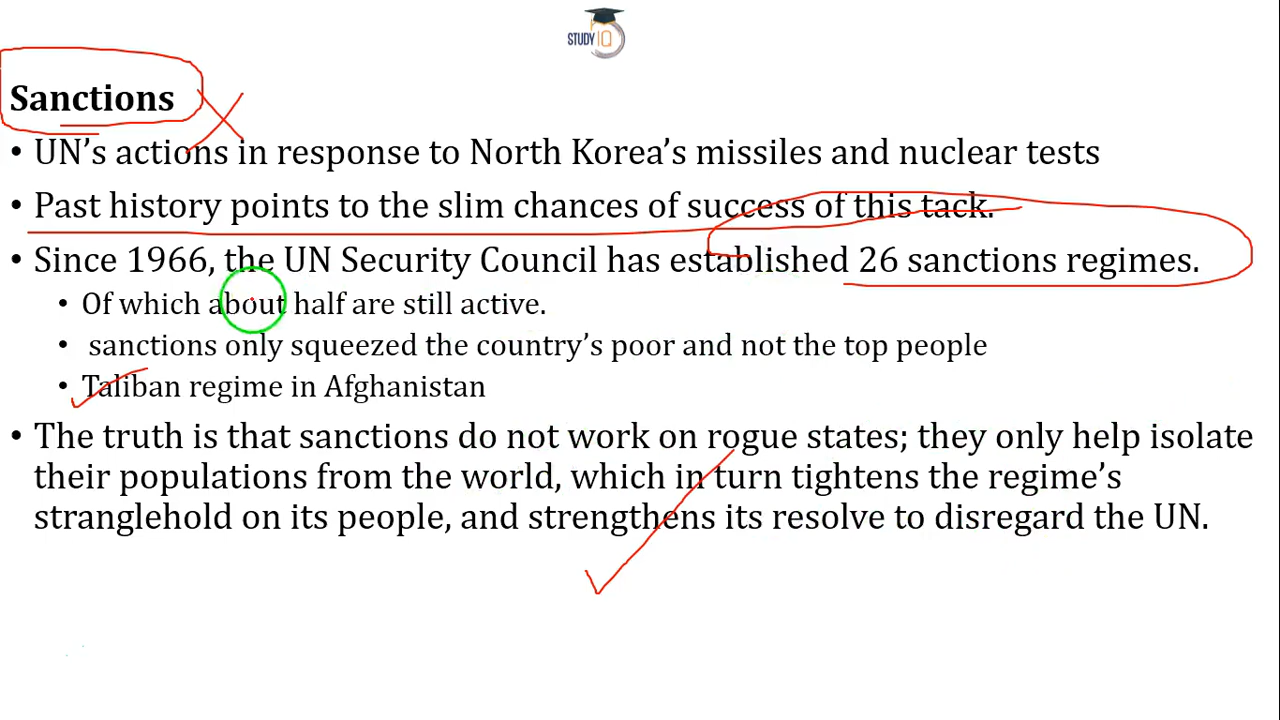 STUDY IQ
Sanctions
• UN’s actions in response to North Korea’s missiles and nuclear tests
• Past history points to the slim chances of success of this tack.
• Since 1966, the UN Security Council has established 26 sanctions regimes.
• Of which about half are still active.
• sanctions only squeezed the country’s poor and not the top people
• Taliban regime in Afghanistan
• The truth is that sanctions do not work on rogue states; they only help isolate
their populations from the world, which in turn tightens the regime’s
stranglehold on its people, and strengthens its resolve to disregard the UN.